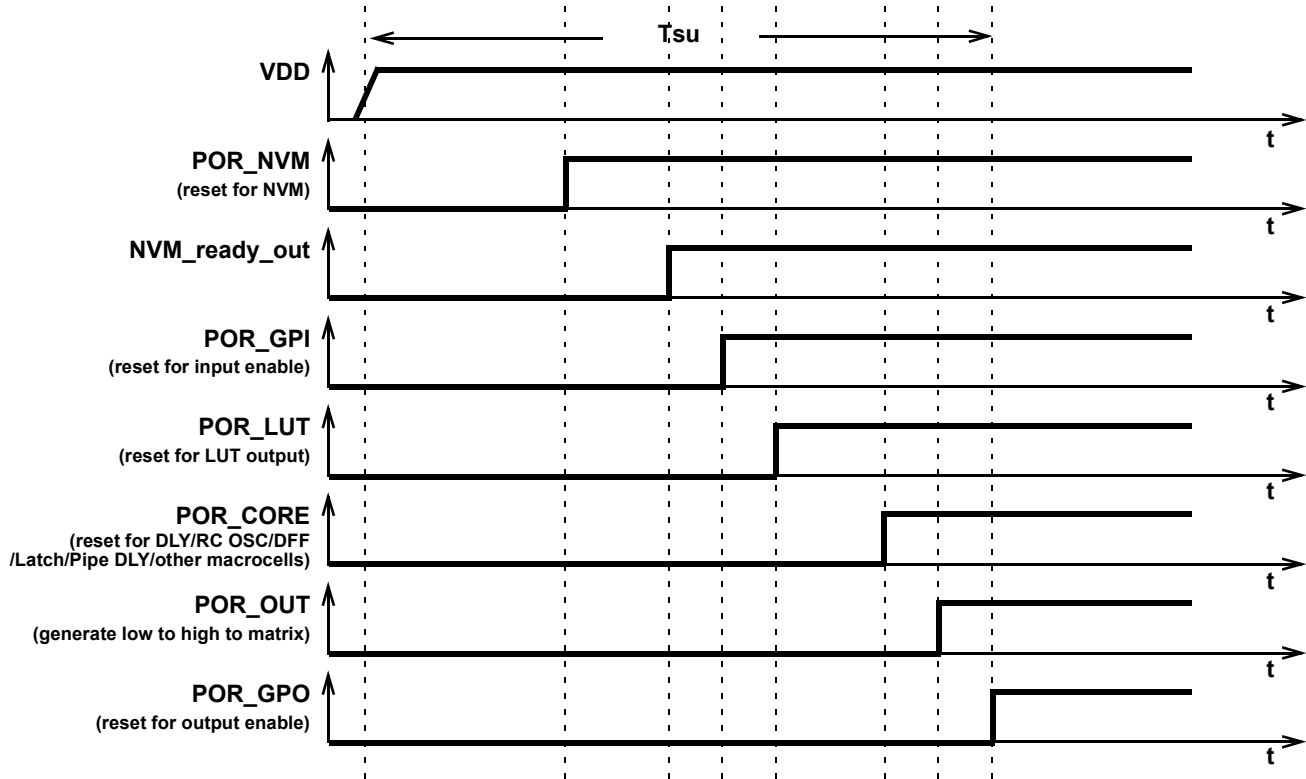 Tsu
VDD
t
POR_NVM
(reset for NVM)
t
NVM_ready_out
t
POR_GPI
(reset for input enable)
t
POR_LUT
(reset for LUT output)
t
POR_CORE
(reset for DLY/RC OSC/DFF
/Latch/Pipe DLY/other macrocells)
t
POR_OUT
(generate low to high to matrix)
t
POR_GPO
(reset for output enable)
t